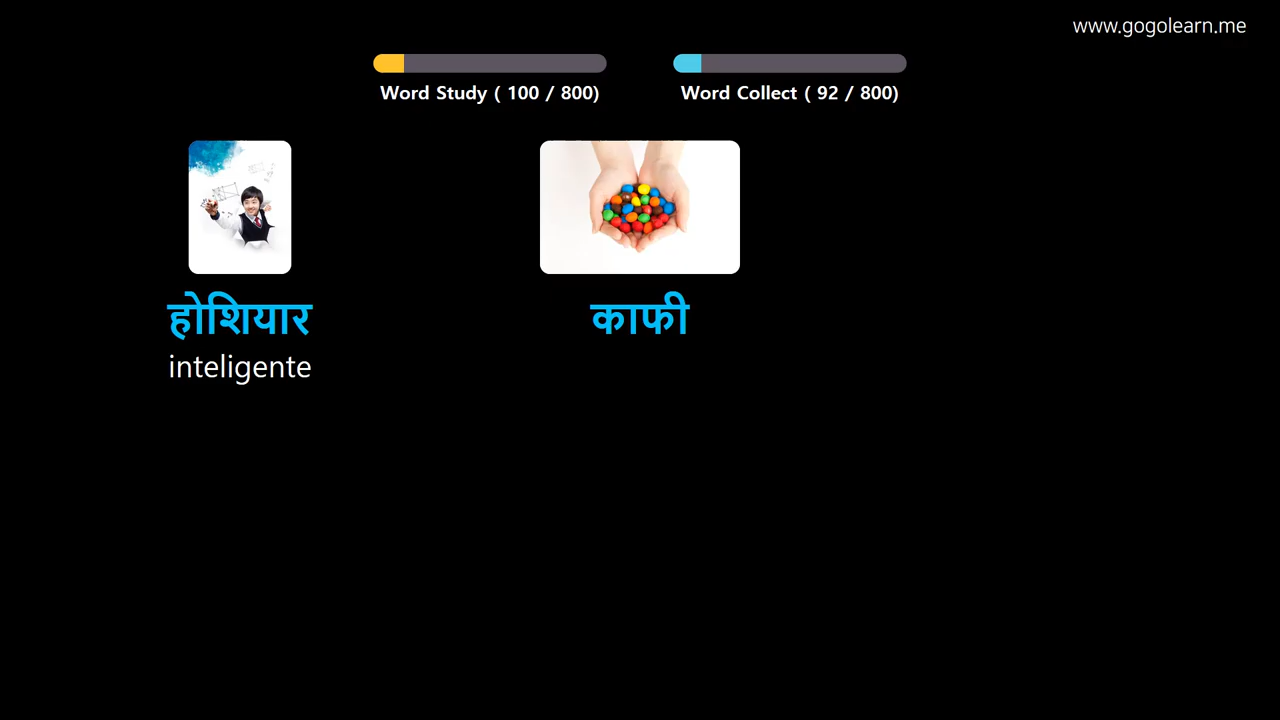 www.gogolearn.me
Word Study ( 100 / 800)
Word Collect ( 92 / 800)
होशियार
inteligente
काफी